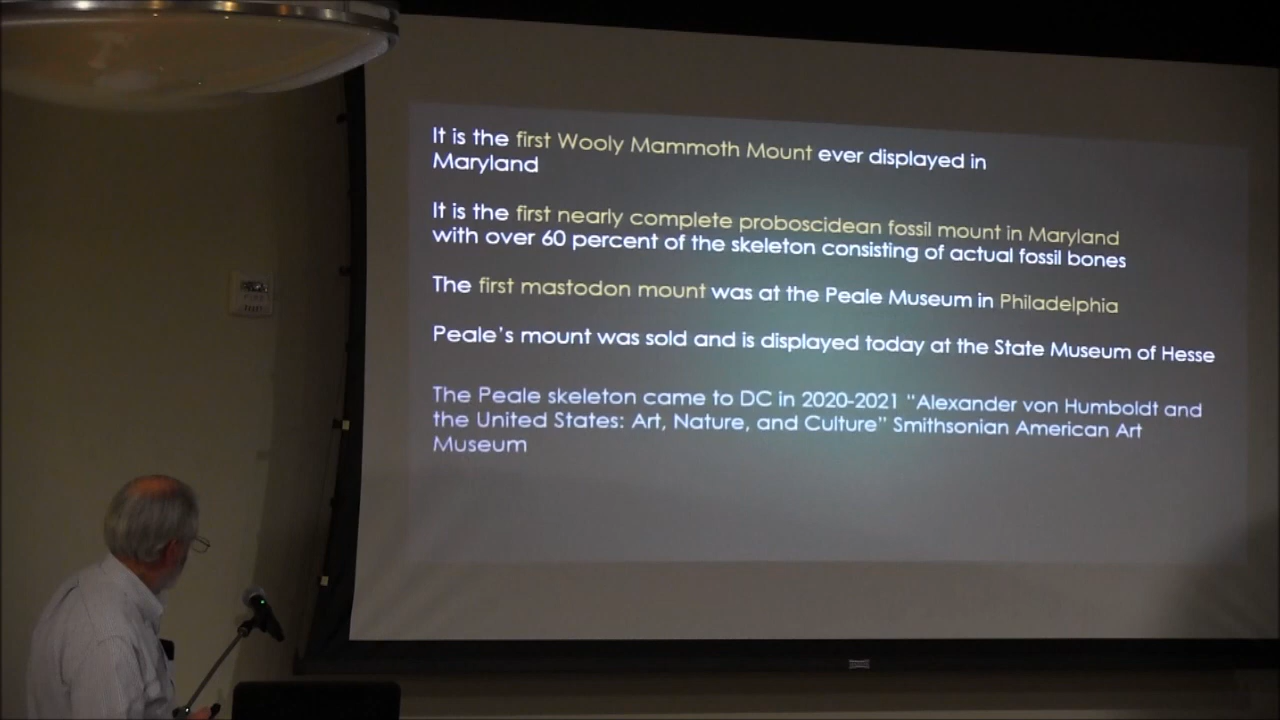 It is the first Wooly Mammoth Mount ever displayed in
Maryland
It is the first nearly complete proboscidean fossil mount in Maryland
with over 60 percent of the skeleton consisting of actual fossil bones
The first mastodon mount was at the Peale Museum in Philadelphia
Peale's mount was sold and is displayed today at the State Museum of Hesse
The Peale skeleton came to DC in 2020-2021 “Alexander von Humboldt and
the United States: Art, Nature, and Culture” Smithsonian American Art
Museum